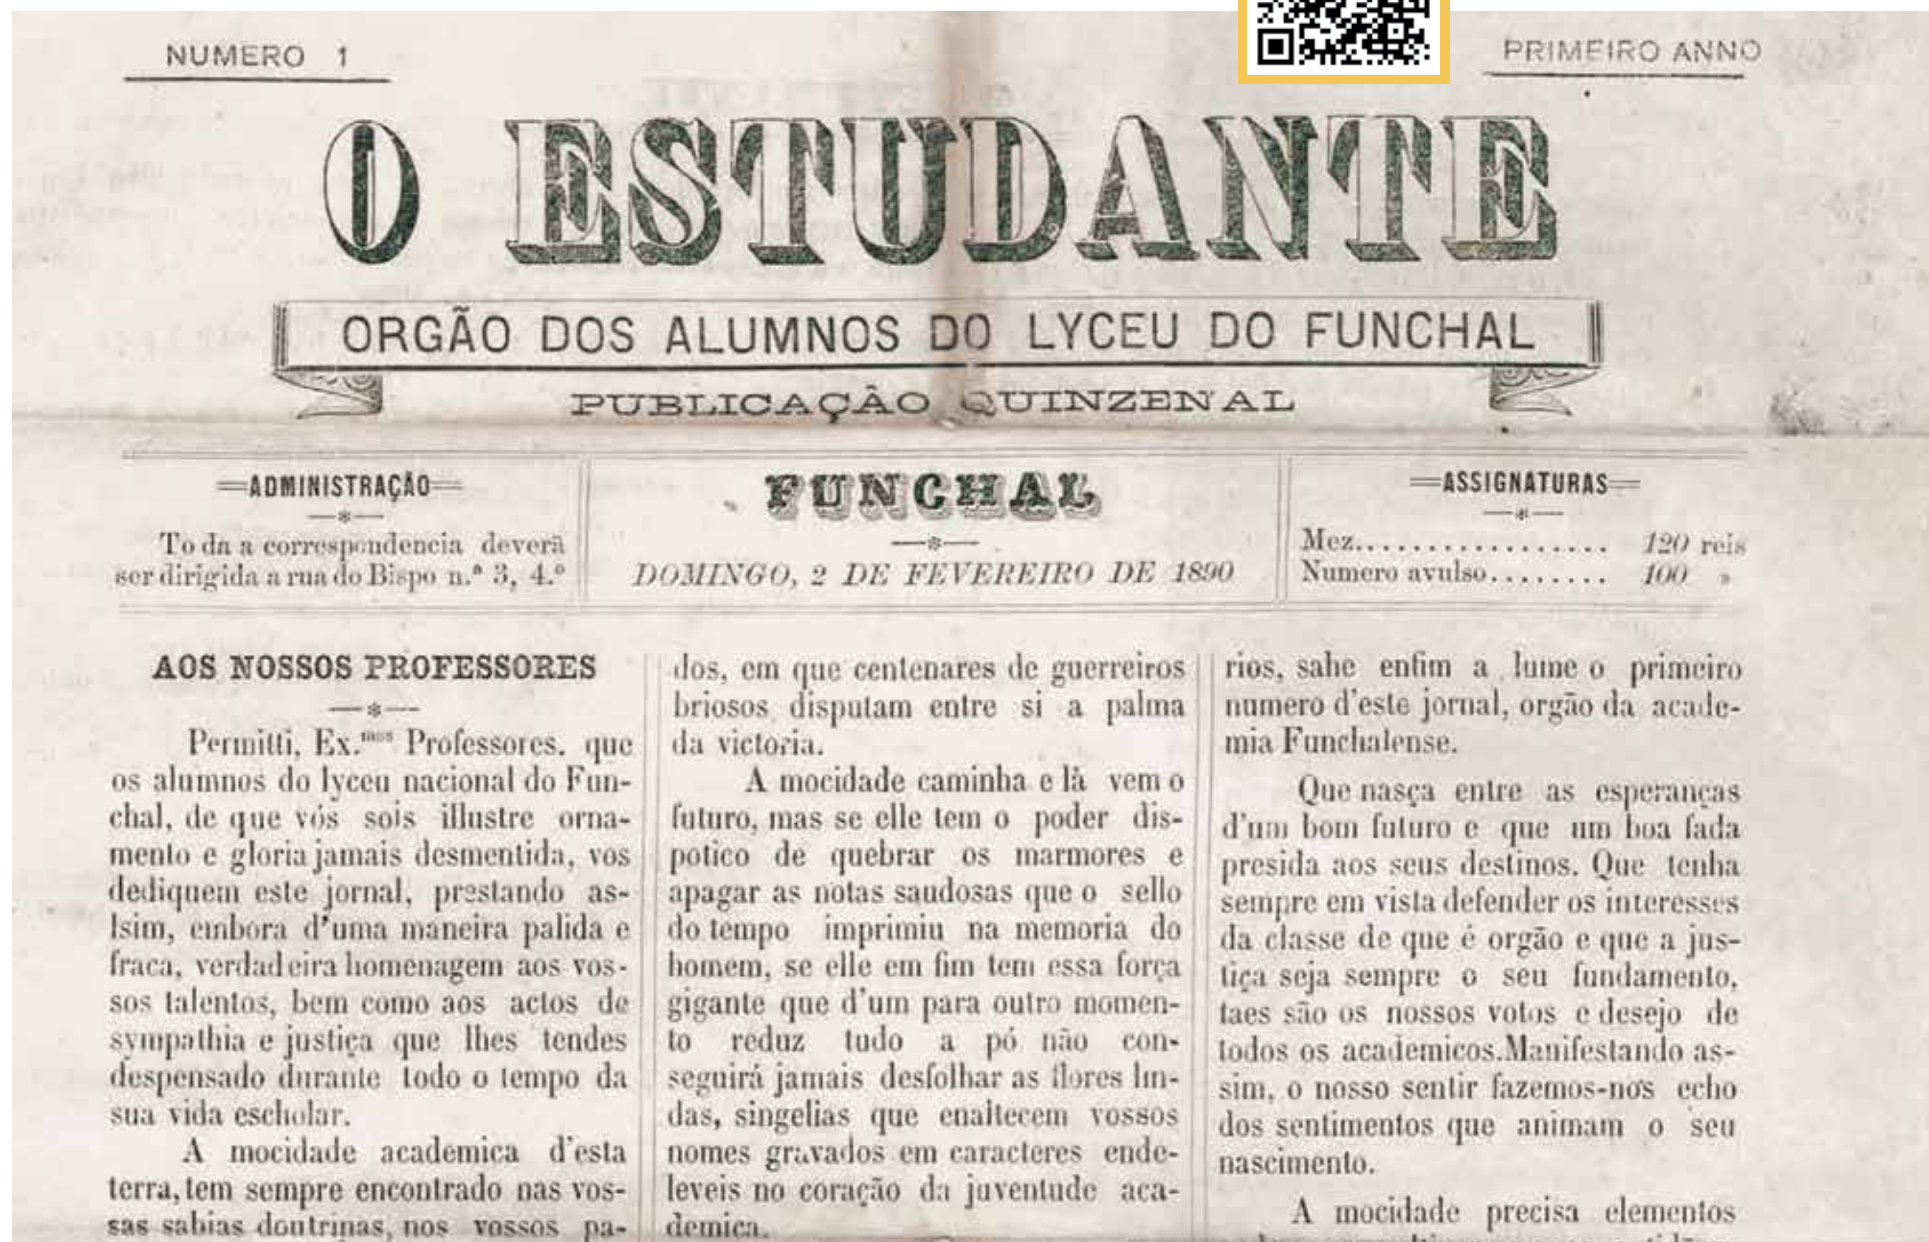 NUMERO 1
PRIMEIRO ANNO
O ESTUDANTE
ORGÃO DOS ALUMNOS DO LYCEU DO FUNCHAL
PUBLICAÇÃO QUINZENAL
ADMINISTRAÇÃO
To da a correspondencia deverá
ser dirigida a rua do Bispo n.º 3, 4.º
FUNCHAL
DOMINGO, 2 DE FEVEREIRO DE 1890
ASSIGNATURAS
Mez................. 120 reis
Numero avulso........ 100 »
AOS NOSSOS PROFESSORES
Permitti, Ex.mos Professores. que
os alumnos do lyceu nacional do Fun-
chal, de que vós sois illustre orna-
mento e gloria jamais desmentida, vos
dediquem este jornal, prestando as-
lsim, embora d'uma maneira palida e
fraca, verdad eira homenagem aos vos-
sos talentos, bem como aos actos de
sympathia e justiça que lhes tendes
despensado durante todo o tempo da
sua vida escholar.
A mocidade academica d'esta
terra, tem sempre encontrado nas vos-
sas sabias doutrinas, nos vossos pa-
dos, em que centenares de guerreiros
briosos disputam entre si a palma
da victoria.
A mocidade caminha e là vem o
futuro, mas se elle tem o poder dis-
potico de quebrar os marmores e
apagar as notas saudosas que o sello
do tempo imprimiu na memoria do
homem, se elle em fim tem essa força
gigante que d'um para outro momen-
to reduz tudo a pó não con-
seguirá jamais desfolhar as flores lin-
das, singelias que enaltecem vossos
nomes gravados em caracteres ende-
leveis no coração da juventude aca-
demica.
rios, sahe enfim a lume o primeiro
numero d'este jornal, orgão da acade-
mia Funchalense.
Que nasça entre as esperanças
d'um bom futuro e que um boa fada
presida aos seus destinos. Que tenha
sempre em vista defender os interesses
da classe de que é orgão e que a jus-
tiça seja sempre o seu fundamento,
taes são os nossos votos e desejo de
todos os academicos.Manifestando as-
sim, o nosso sentir fazemos-nos echo
dos sentimentos que animam o seu
nascimento.
A mocidade precisa elementos